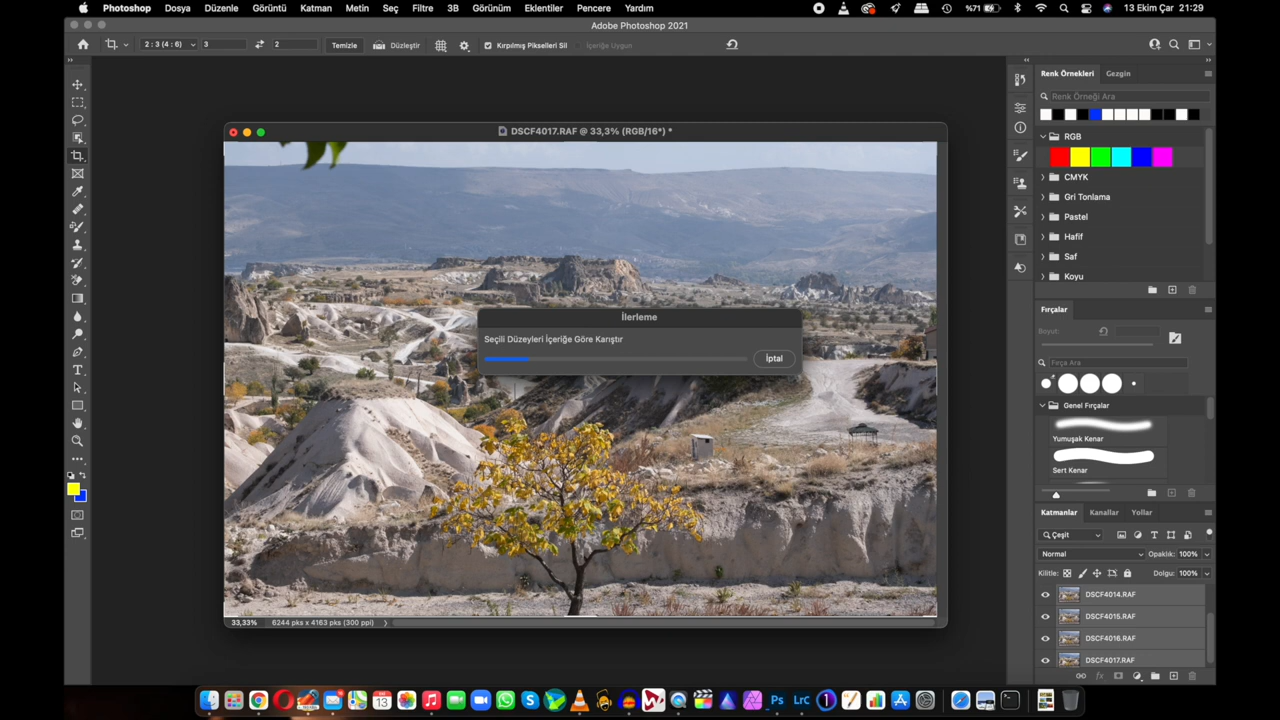 Photoshop Dosya Düzenle Görüntü Katman Metin Seç Filtre 3B Görünüm Eklentiler Pencere Yardım %71 13 Ekim Çar 21:29
Adobe Photoshop 2021
2 : 3 (4 : 6) 3 2 Temizle Düzleştir Kırpılmış Pikselleri Sil İçeriğe Uygun
Renk Örnekleri Gezgin
Renk Örneği Ara
DSCF4017.RAF @ 33,3% (RGB/16*) *
RGB
CMYK
Gri Tonlama
Pastel
Hafif
Saf
Koyu
İlerleme
Seçili Düzeyleri İçeriğe Göre Karıştır
İptal
Fırçalar
Boyut:
Fırça Ara
Genel Fırçalar
Yumuşak Kenar
Sert Kenar
Katmanlar Kanallar Yollar
Çeşit
Normal Opaklık: 100%
Kilitle: Dolgu: 100%
DSCF4014.RAF
DSCF4015.RAF
DSCF4016.RAF
DSCF4017.RAF
33,33% 6244 pks x 4163 pks (300 ppi)
13
Ps LrC